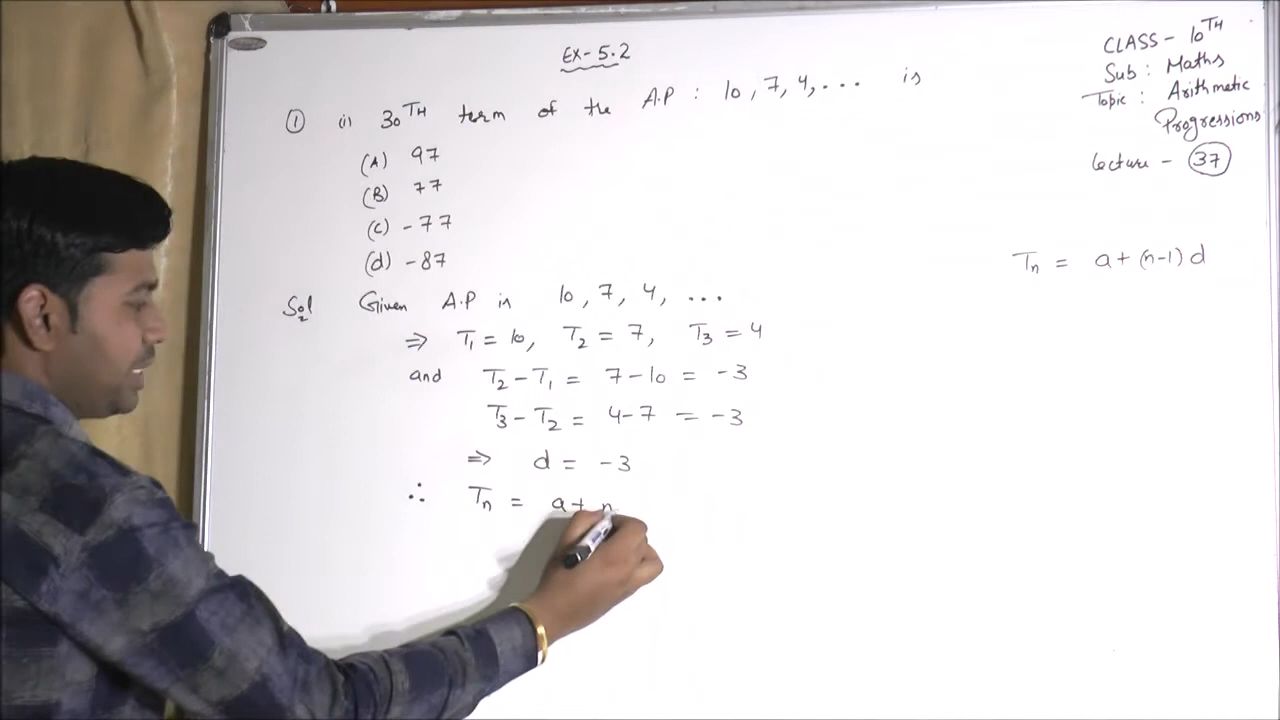 EX-5.2
CLASS - 10TH
Sub : Maths
Topic : Arithmetic
Progressions
Lecture - 37
① (i) 30TH term of the A.P : 10, 7, 4, ... is
(A) 97
(B) 77
(C) -77
(d) -87
Tn = a+(n-1)d
Sol Given A.P is 10, 7, 4, ...
⇒ T1 = 10, T2 = 7, T3 = 4
and T2-T1 = 7-10 = -3
T3-T2 = 4-7 = -3
⇒ d = -3
∴ Tn = a+ n